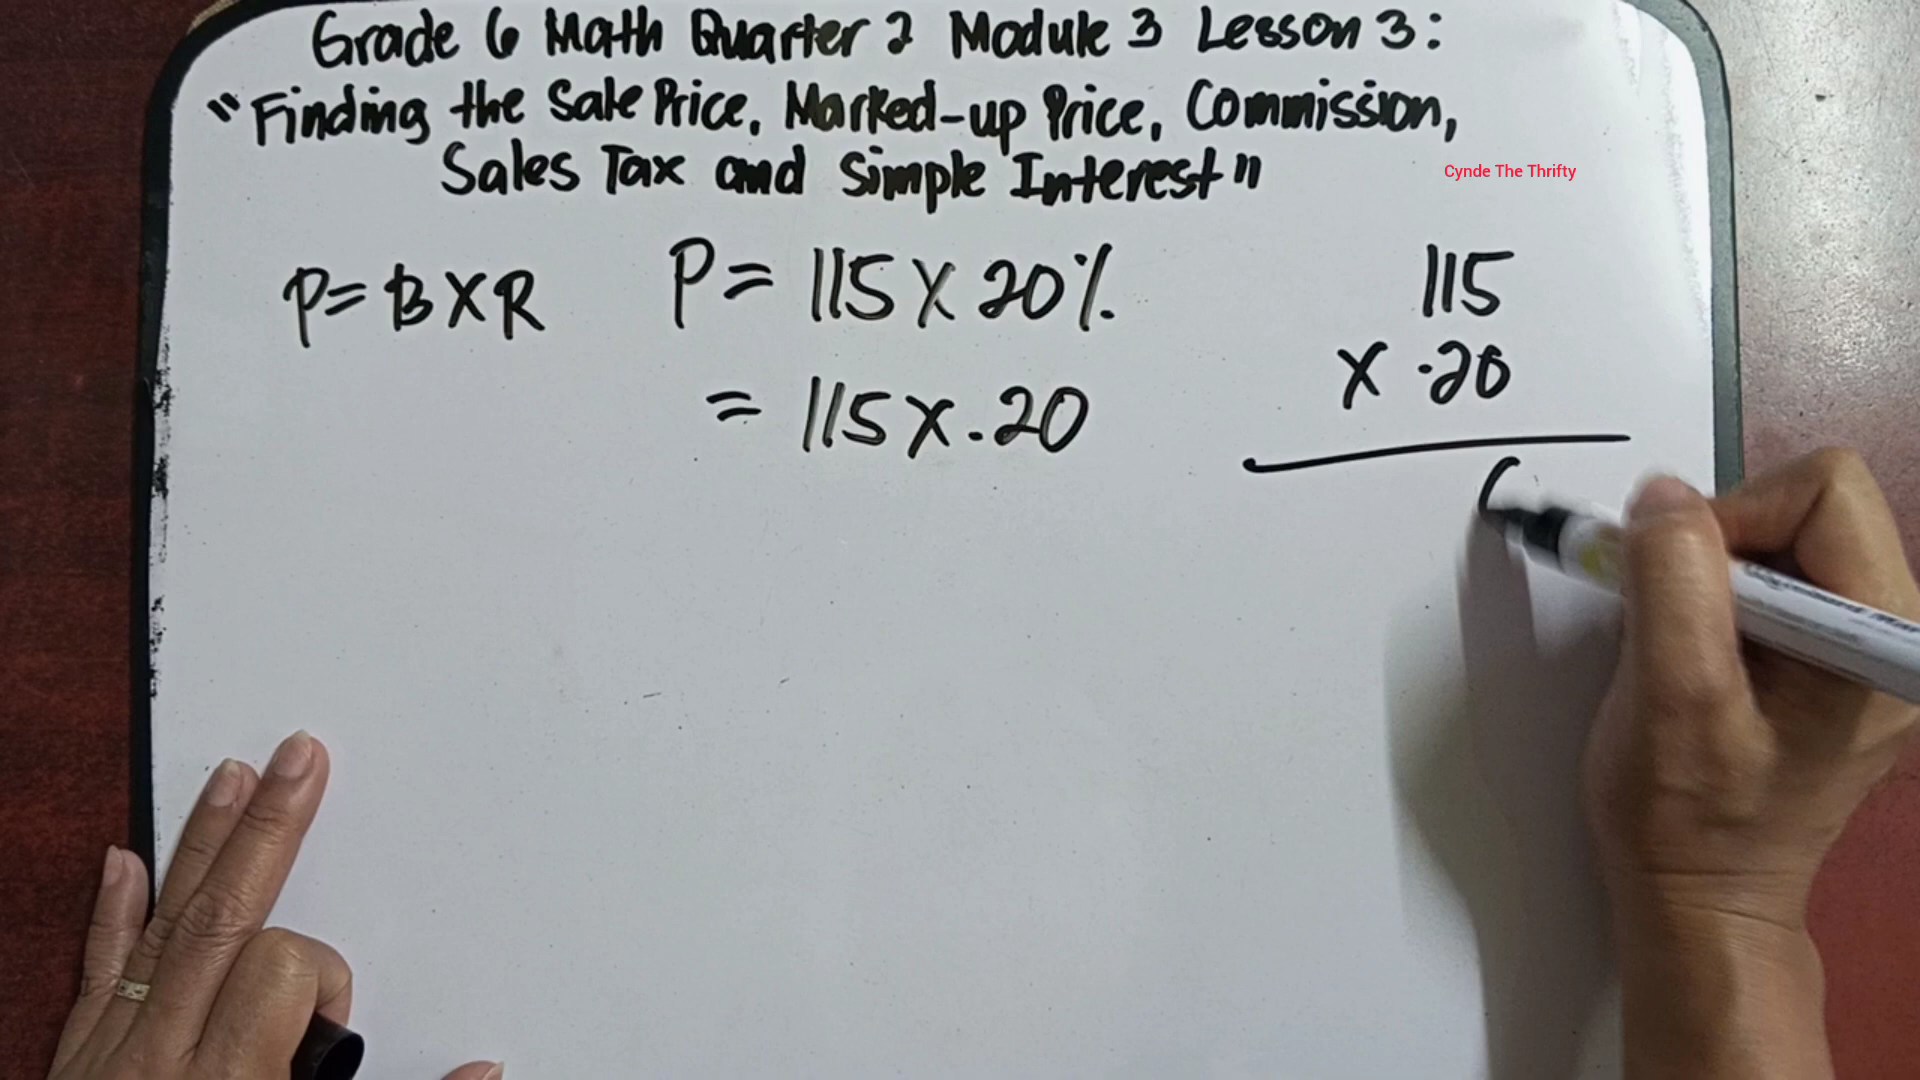 Grade 6 Math Quarter 2 Module 3 Lesson 3:
"Finding the Sale Price, Marked-up Price, Commission,
Sales Tax and Simple Interest"
Cynde The Thrifty
P= B X R
P= 115 X 20%
= 115 X .20
115
X .20